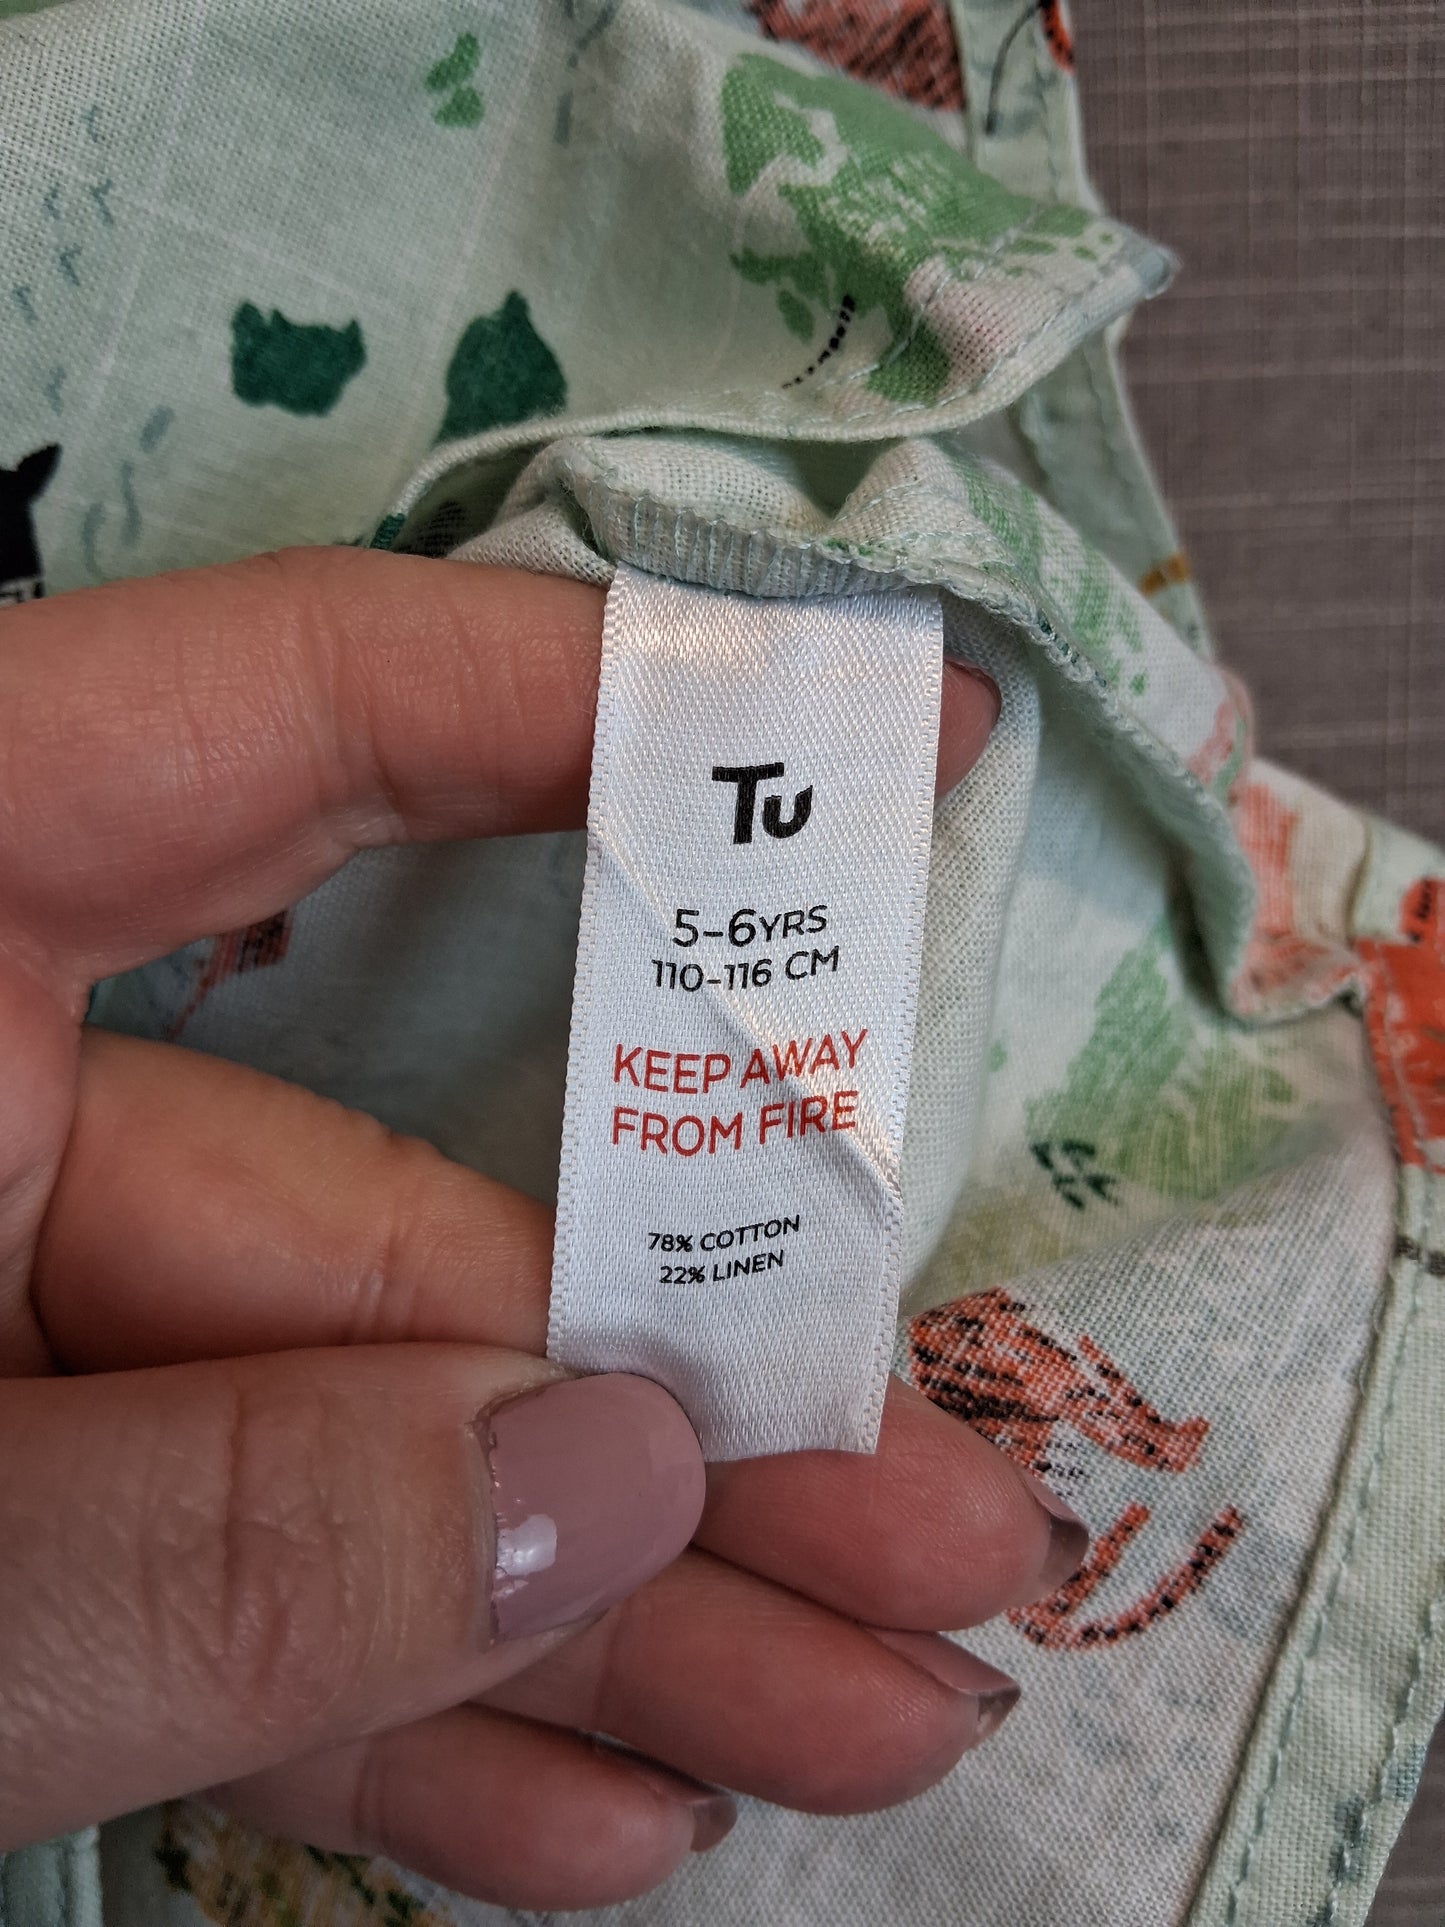 Tu
5-6YRS
110-116 CM
KEEP AWAY
FROM FIRE
78% COTTON
22% LINEN